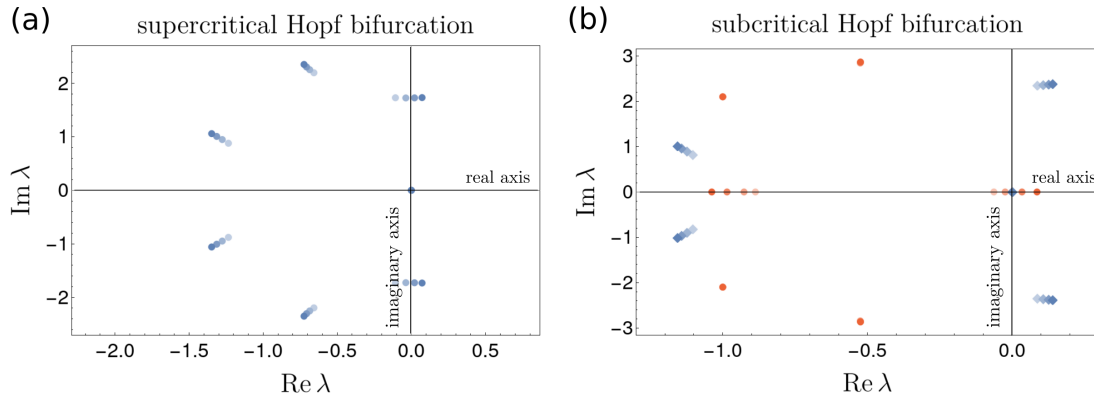 (a)
supercritical Hopf bifurcation
2
1
0
−1
−2
Im λ
real axis
imaginary axis
−2.0 −1.5 −1.0 −0.5 0.0 0.5
Re λ
(b)
subcritical Hopf bifurcation
3
2
1
0
−1
−2
−3
Im λ
real axis
imaginary axis
−1.0 −0.5 0.0
Re λ